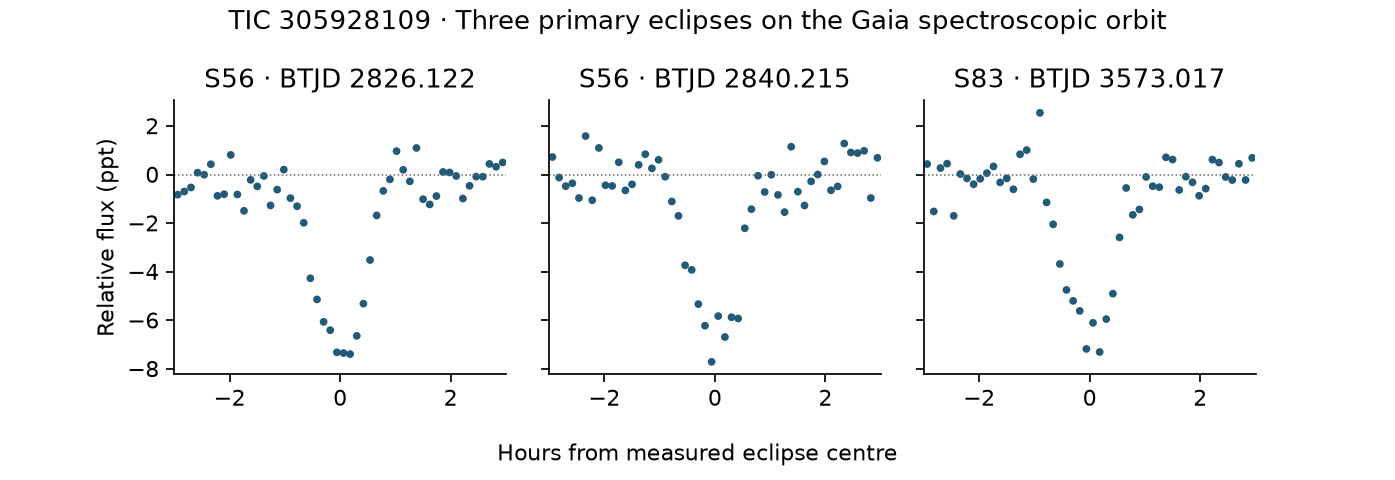 TIC 305928109 · Three primary eclipses on the Gaia spectroscopic orbit
S56 · BTJD 2826.122
S56 · BTJD 2840.215
S83 · BTJD 3573.017
Relative flux (ppt)
2
0
−2
−4
−6
−8
−2 0 2
−2 0 2
−2 0 2
Hours from measured eclipse centre